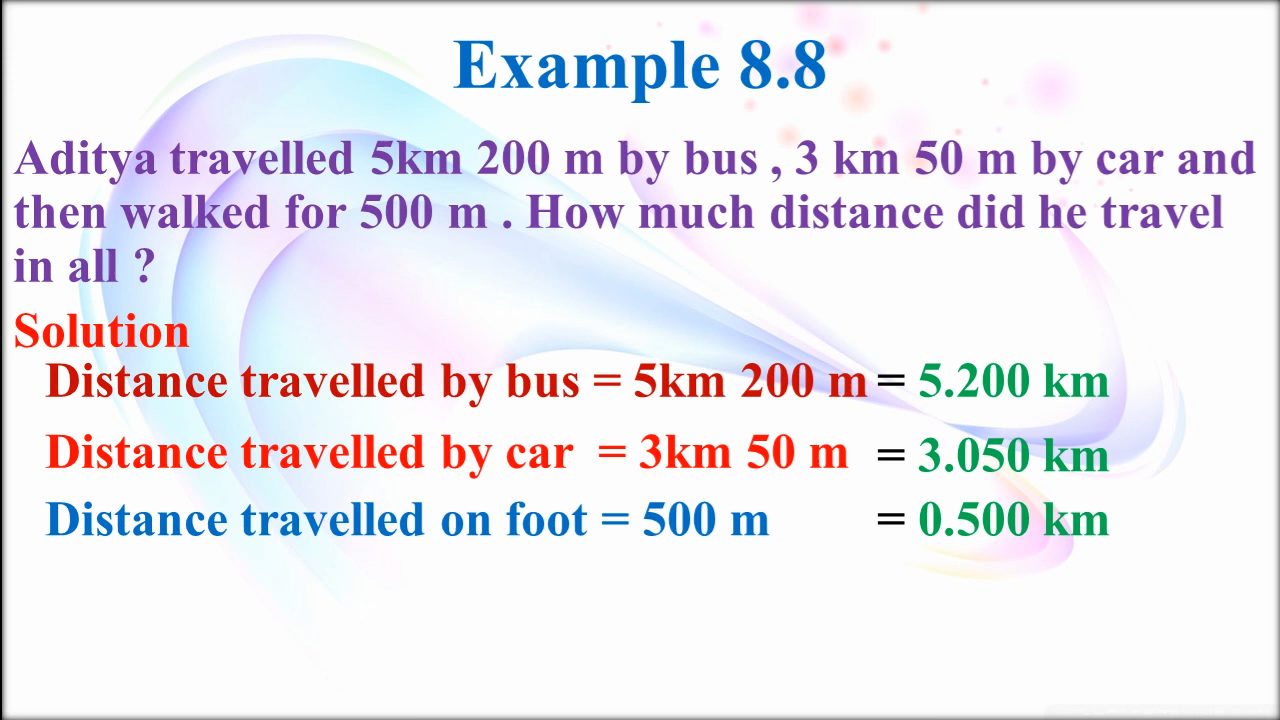 Example 8.8
Aditya travelled 5km 200 m by bus , 3 km 50 m by car and
then walked for 500 m . How much distance did he travel
in all ?
Solution
Distance travelled by bus = 5km 200 m = 5.200 km
Distance travelled by car = 3km 50 m = 3.050 km
Distance travelled on foot = 500 m = 0.500 km